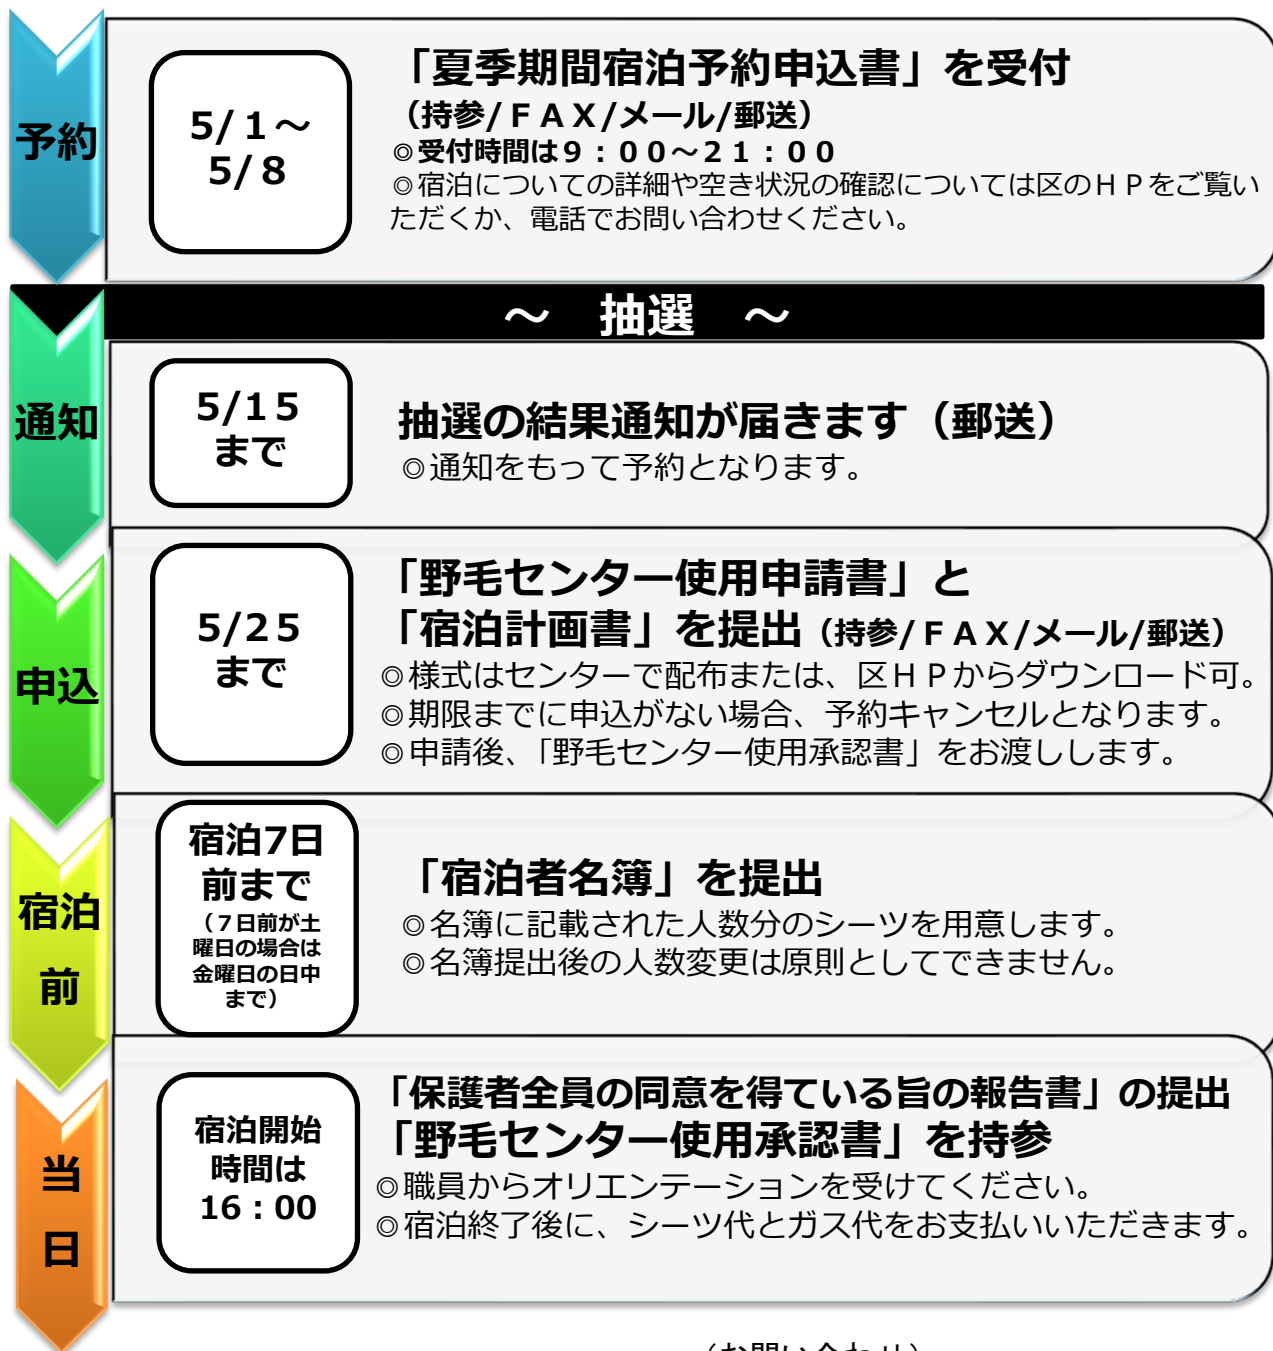 予約
5/１～
5/８
「夏季期間宿泊予約申込書」を受付
（持参/ＦＡＸ/メール/郵送）
◎受付時間は９：００～２１：００
◎宿泊についての詳細や空き状況の確認については区のＨＰをご覧い
ただくか、電話でお問い合わせください。
～　抽選　～
通知
5/15
まで
抽選の結果通知が届きます（郵送）
◎通知をもって予約となります。
申込
5/25
まで
「野毛センター使用申請書」と
「宿泊計画書」を提出（持参/ＦＡＸ/メール/郵送）
◎様式はセンターで配布または、区ＨＰからダウンロード可。
◎期限までに申込がない場合、予約キャンセルとなります。
◎申請後、「野毛センター使用承認書」をお渡しします。
宿泊
前
宿泊7日
前まで
（７日前が土
曜日の場合は
金曜日の日中
まで）
「宿泊者名簿」を提出
◎名簿に記載された人数分のシーツを用意します。
◎名簿提出後の人数変更は原則としてできません。
当
日
宿泊開始
時間は
16：00
「保護者全員の同意を得ている旨の報告書」の提出
「野毛センター使用承認書」を持参
◎職員からオリエンテーションを受けてください。
◎宿泊終了後に、シーツ代とガス代をお支払いいただきます。
（お問い合わせ）